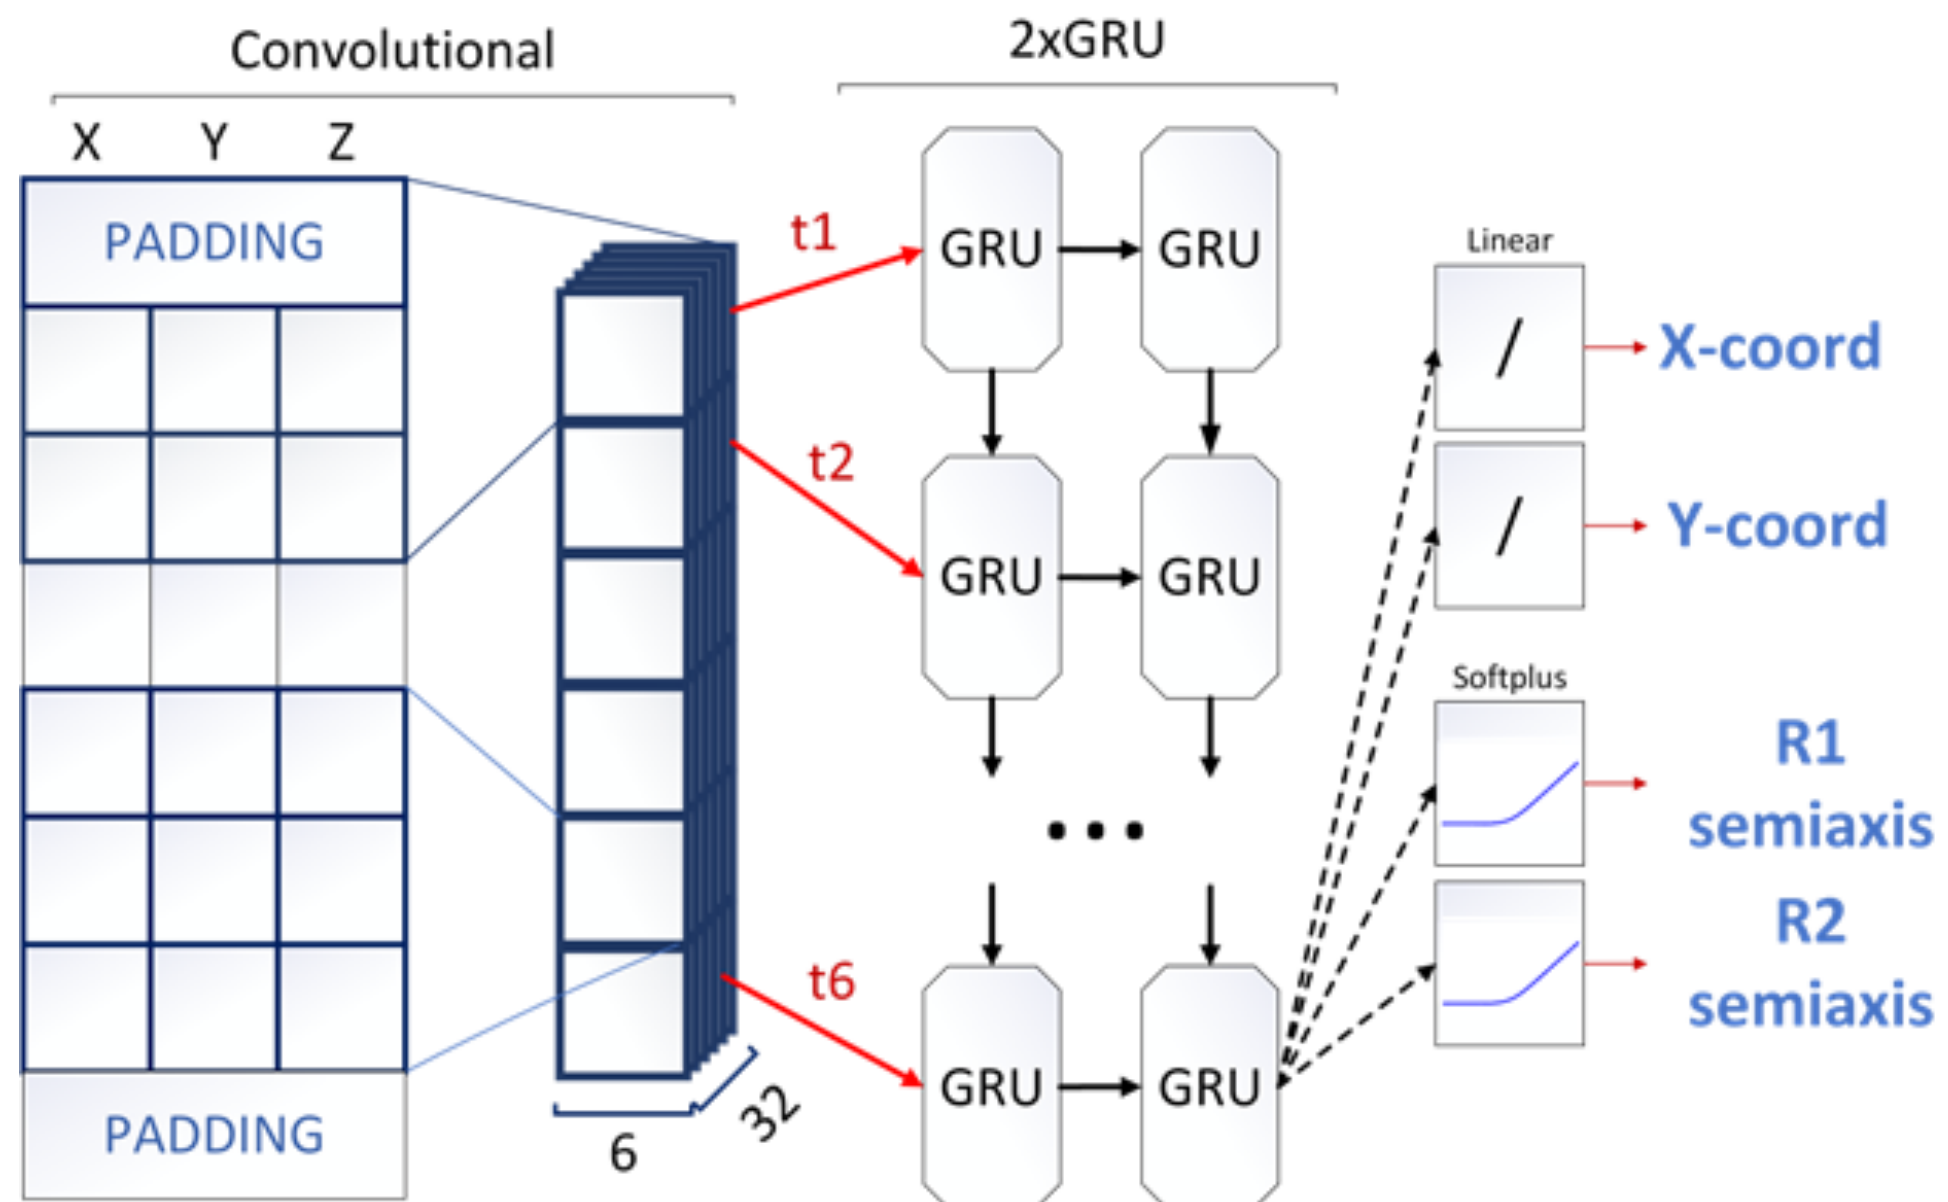 Convolutional
2xGRU
X Y Z
PADDING
t1
GRU GRU
Linear
/
X-coord
t2
/
Y-coord
GRU GRU
Softplus
R1
semiaxis
...
R2
semiaxis
t6
GRU GRU
PADDING
6
32